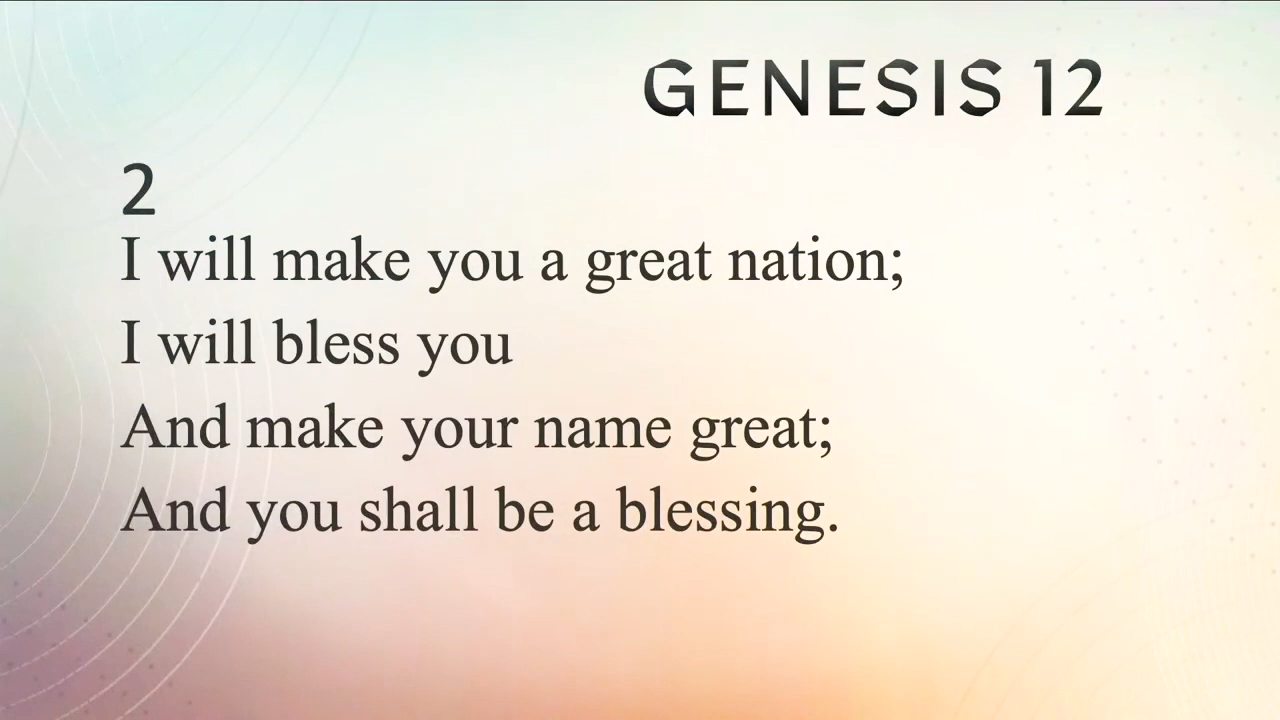 GENESIS 12
2
I will make you a great nation;
I will bless you
And make your name great;
And you shall be a blessing.